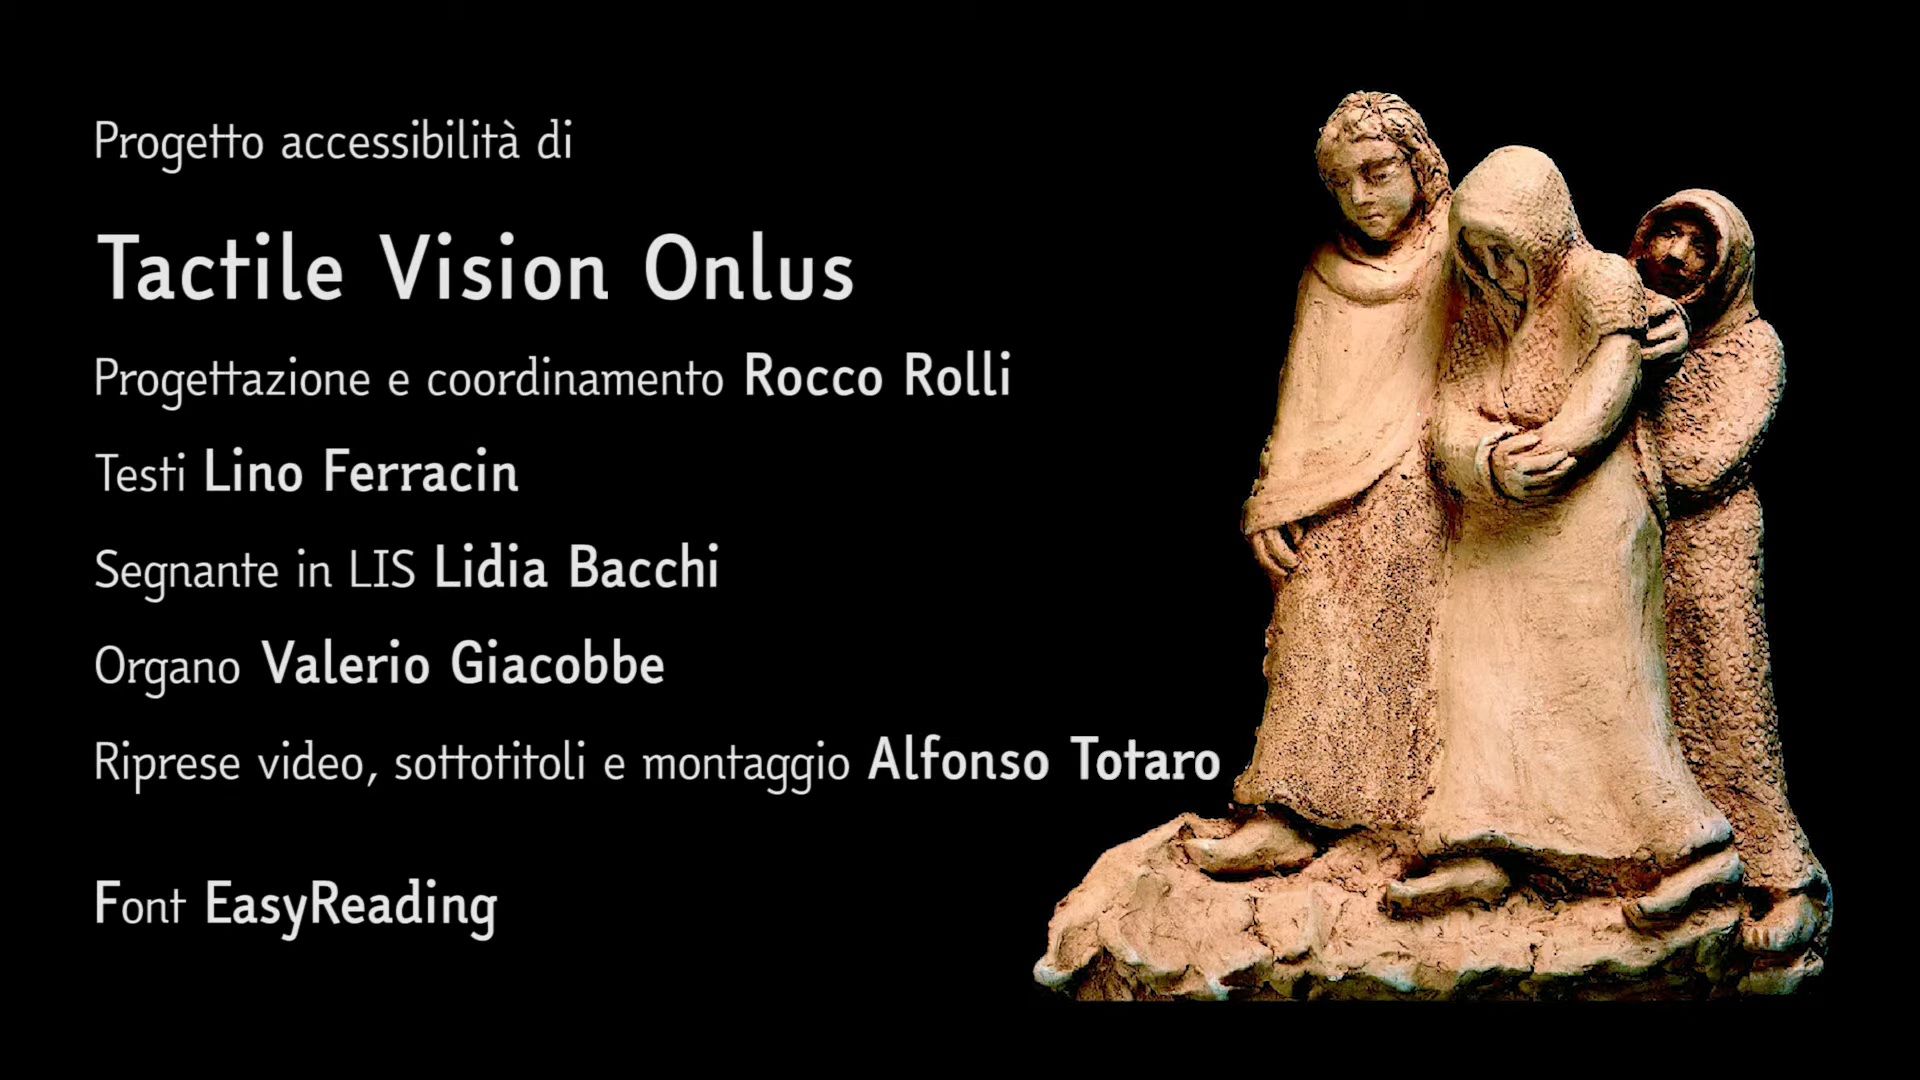 Progetto accessibilità di
Tactile Vision Onlus
Progettazione e coordinamento Rocco Rolli
Testi Lino Ferracin
Segnante in LIS Lidia Bacchi
Organo Valerio Giacobbe
Riprese video, sottotitoli e montaggio Alfonso Totaro
Font EasyReading